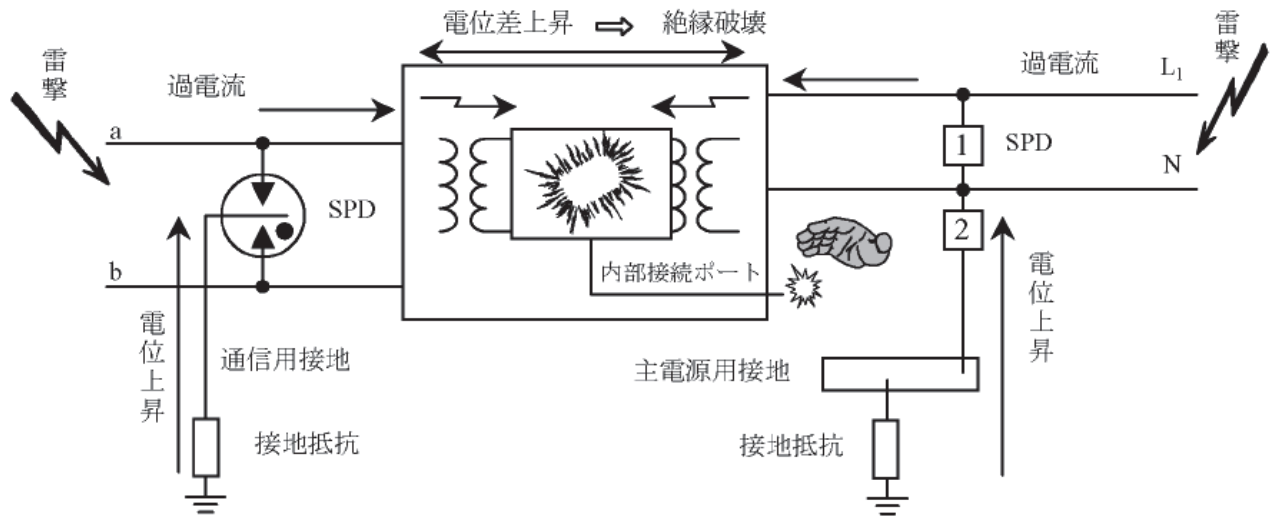 電位差上昇 ⇨ 絶縁破壊
雷撃
過電流
a
SPD
b
電位上昇
通信用接地
接地抵抗
内部接続ポート
過電流
L1
雷撃
1
SPD
N
2
電位上昇
主電源用接地
接地抵抗